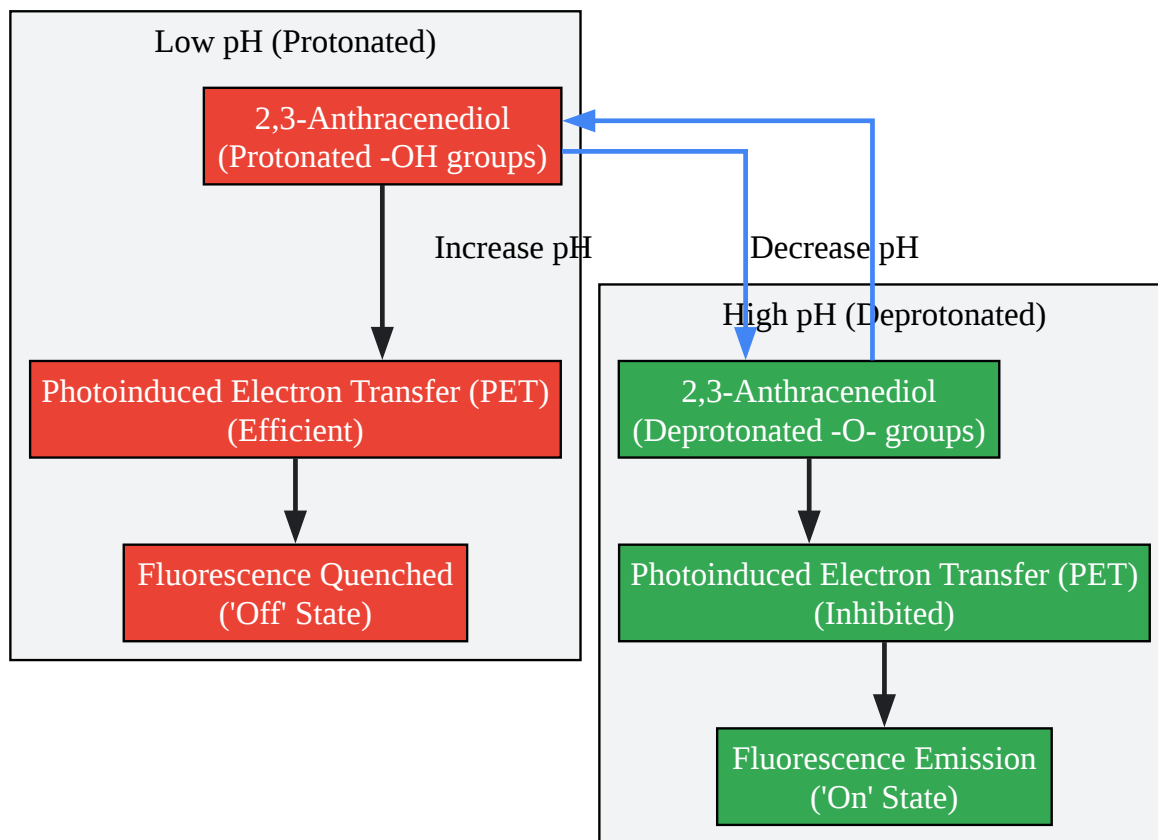 Low pH (Protonated)
2,3-Anthracenediol
(Protonated -OH groups)
Increase pH
Decrease pH
High pH (Deprotonated)
Photoinduced Electron Transfer (PET)
(Efficient)
2,3-Anthracenediol
(Deprotonated -O- groups)
Fluorescence Quenched
('Off' State)
Photoinduced Electron Transfer (PET)
(Inhibited)
Fluorescence Emission
('On' State)